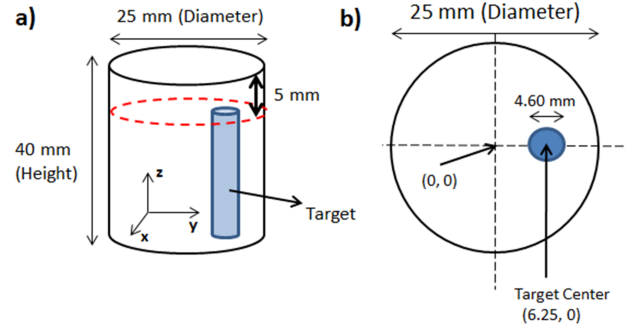 a)
25 mm (Diameter)
5 mm
40 mm
(Height)
z
y
x
Target
b)
25 mm (Diameter)
4.60 mm
(0, 0)
Target Center
(6.25, 0)